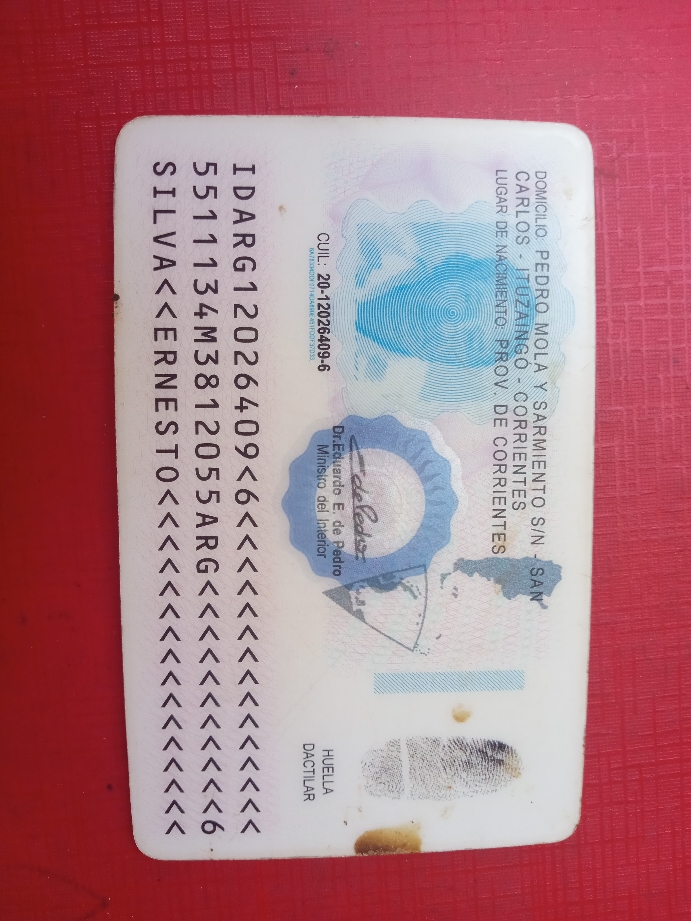 DOMICILIO: PEDRO MOLA Y SARMIENTO S/N - SAN
CARLOS - ITUZAINGÓ - CORRIENTES
LUGAR DE NACIMIENTO: PROV. DE CORRIENTES
CUIL: 20-12026409-6
Dr. Eduardo E. de Pedro
Ministro del Interior
HUELLA
DACTILAR
IDARG12026409<6<<<<<<<<<<<<<<<
5511134M3812055ARG<<<<<<<<<<<6
SILVA<<ERNESTO<<<<<<<<<<<<<<<<